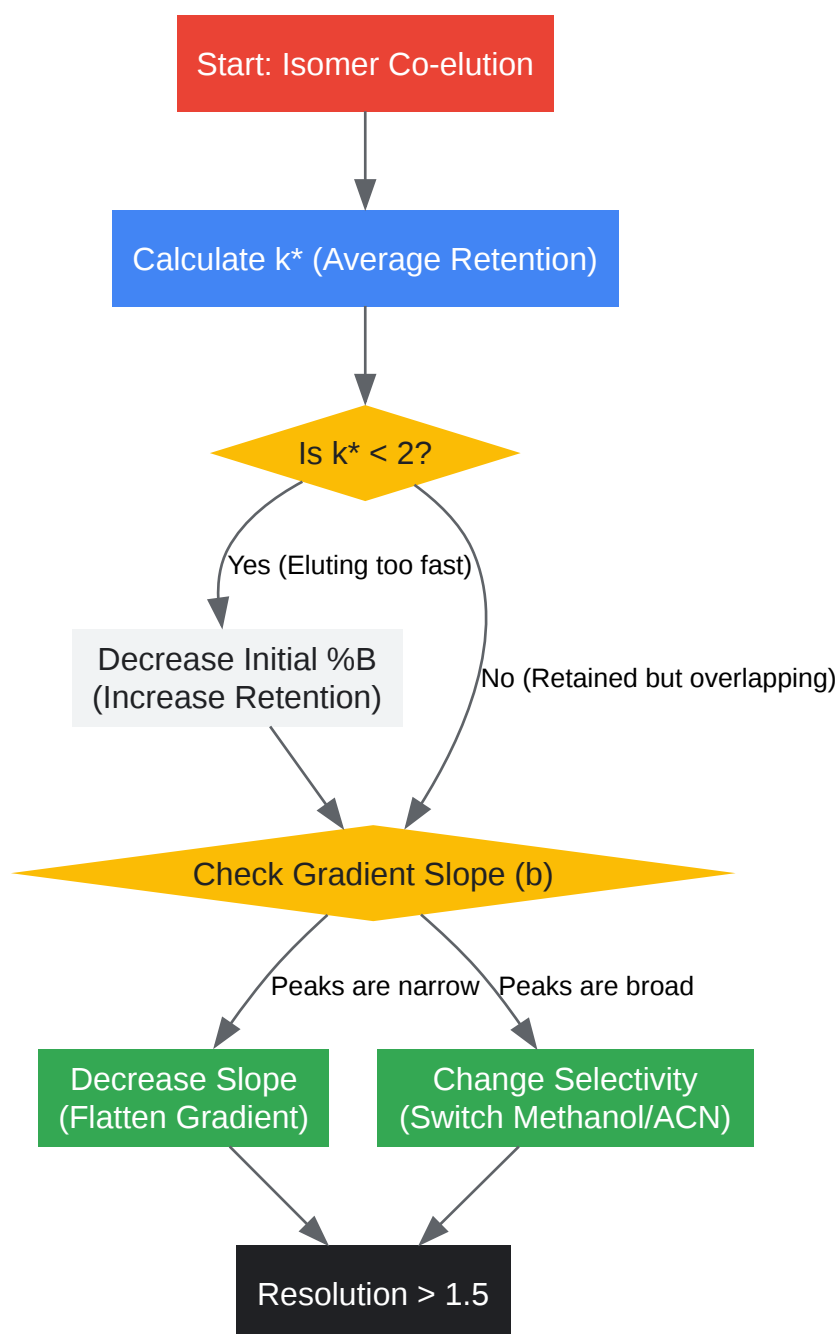 Start: Isomer Co-elution
Calculate k* (Average Retention)
Is k* < 2?
Yes (Eluting too fast)
Decrease Initial %B
(Increase Retention)
No (Retained but overlapping)
Check Gradient Slope (b)
Peaks are narrow
Peaks are broad
Decrease Slope
(Flatten Gradient)
Change Selectivity
(Switch Methanol/ACN)
Resolution > 1.5